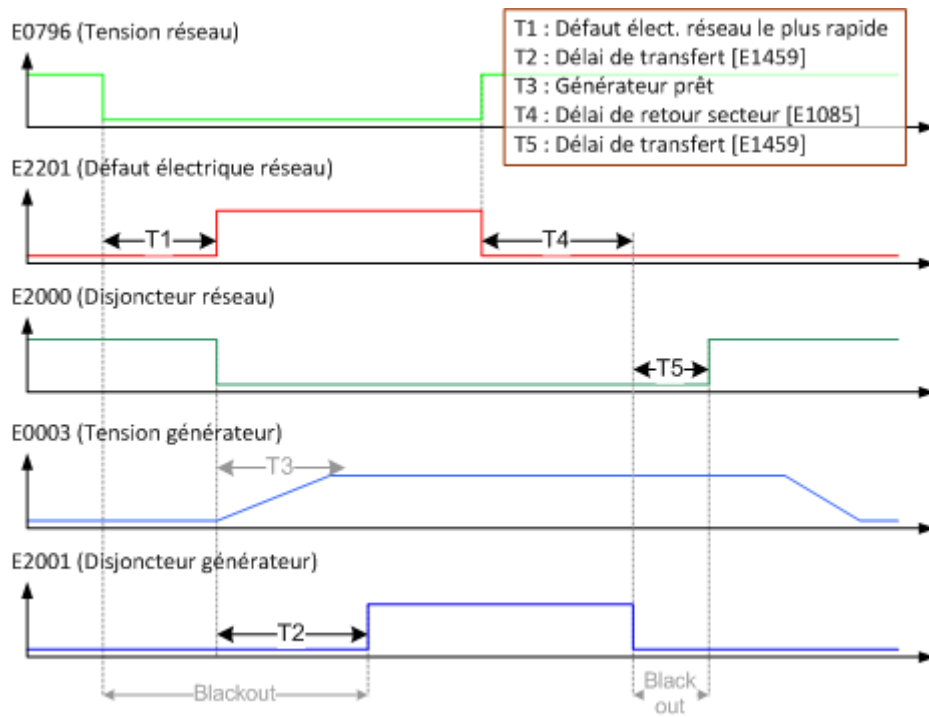 E0796 (Tension réseau)
T1 : Défaut élect. réseau le plus rapide
T2 : Délai de transfert [E1459]
T3 : Générateur prêt
T4 : Délai de retour secteur [E1085]
T5 : Délai de transfert [E1459]
E2201 (Défaut électrique réseau)
T1
T4
E2000 (Disjoncteur réseau)
T5
E0003 (Tension générateur)
T3
E2001 (Disjoncteur générateur)
T2
Blackout
Black
out